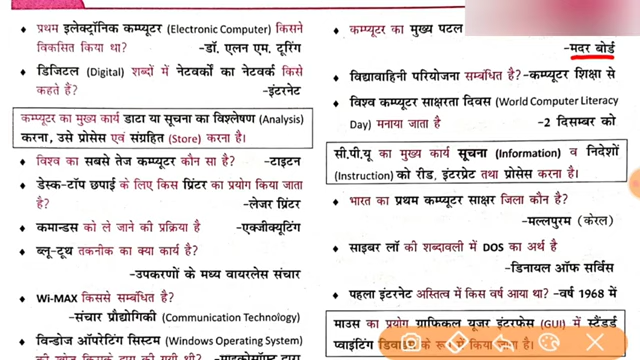 ♦ प्रथम इलेक्ट्रॉनिक कम्प्यूटर (Electronic Computer) किसने
विकसित किया था? -डॉ. एलन एम. टूरिंग
♦ डिजिटल (Digital) शब्दों में नेटवर्कों का नेटवर्क किसे
कहते हैं? -इंटरनेट
कम्प्यूटर का मुख्य कार्य डाटा या सूचना का विश्लेषण (Analysis)
करना, उसे प्रोसेस एवं संग्रहित (Store) करना है।
♦ विश्व का सबसे तेज कम्प्यूटर कौन सा है? -टाइटन
♦ डेस्क-टॉप छपाई के लिए किस प्रिंटर का प्रयोग किया जाता
है? -लेजर प्रिंटर
♦ कमान्डस को ले जाने की प्रक्रिया है -एक्जीक्यूटिंग
♦ ब्लू-टूथ तकनीक का क्या कार्य है?
-उपकरणों के मध्य वायरलेस संचार
♦ Wi-MAX किससे सम्बंधित है?
-संचार प्रौद्योगिकी (Communication Technology)
♦ विन्डोज ऑपरेटिंग सिस्टम (Windows Operating System)
की खोज किसके द्वारा की गयी थी? -माइक्रोसॉफ्ट द्वारा
♦ कम्प्यूटर का मुख्य पटल
-मदर बोर्ड
♦ विद्यावाहिनी परियोजना सम्बंधित है? -कम्प्यूटर शिक्षा से
♦ विश्व कम्प्यूटर साक्षरता दिवस (World Computer Literacy
Day) मनाया जाता है -2 दिसम्बर को
सी.पी.यू का मुख्य कार्य सूचना (Information) व निदेशों
(Instruction) को रीड, इंटरप्रेट तथा प्रोसेस करना है।
♦ भारत का प्रथम कम्प्यूटर साक्षर जिला कौन है?
-मल्लपुरम (केरल)
♦ साइबर लॉ की शब्दावली में DOS का अर्थ है
-डिनायल ऑफ सर्विस
♦ पहला इंटरनेट अस्तित्व में किस वर्ष आया था? -वर्ष 1968 में
माउस का प्रयोग ग्राफिकल यूजर इंटरफेस (GUI) में स्टैंडर्ड
प्वाइंटिंग के रूप में किया जाता है।